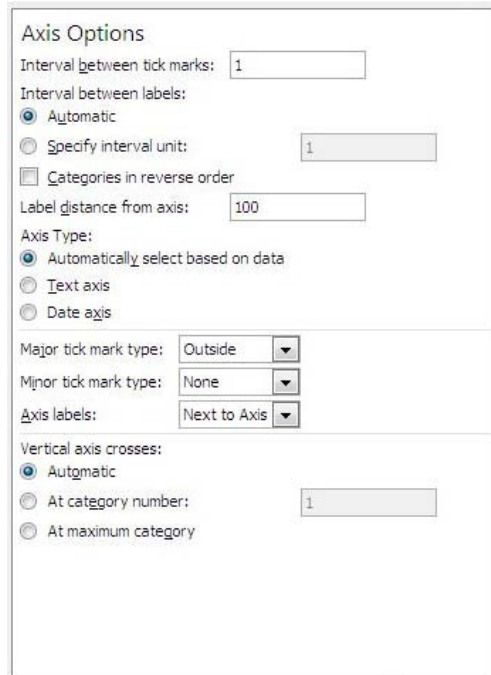 Axis Options
Interval between tick marks: 1
Interval between labels:
Automatic
Specify interval unit: 1
Categories in reverse order
Label distance from axis: 100
Axis Type:
Automatically select based on data
Text axis
Date axis
Major tick mark type: Outside
Minor tick mark type: None
Axis labels: Next to Axis
Vertical axis crosses:
Automatic
At category number: 1
At maximum category